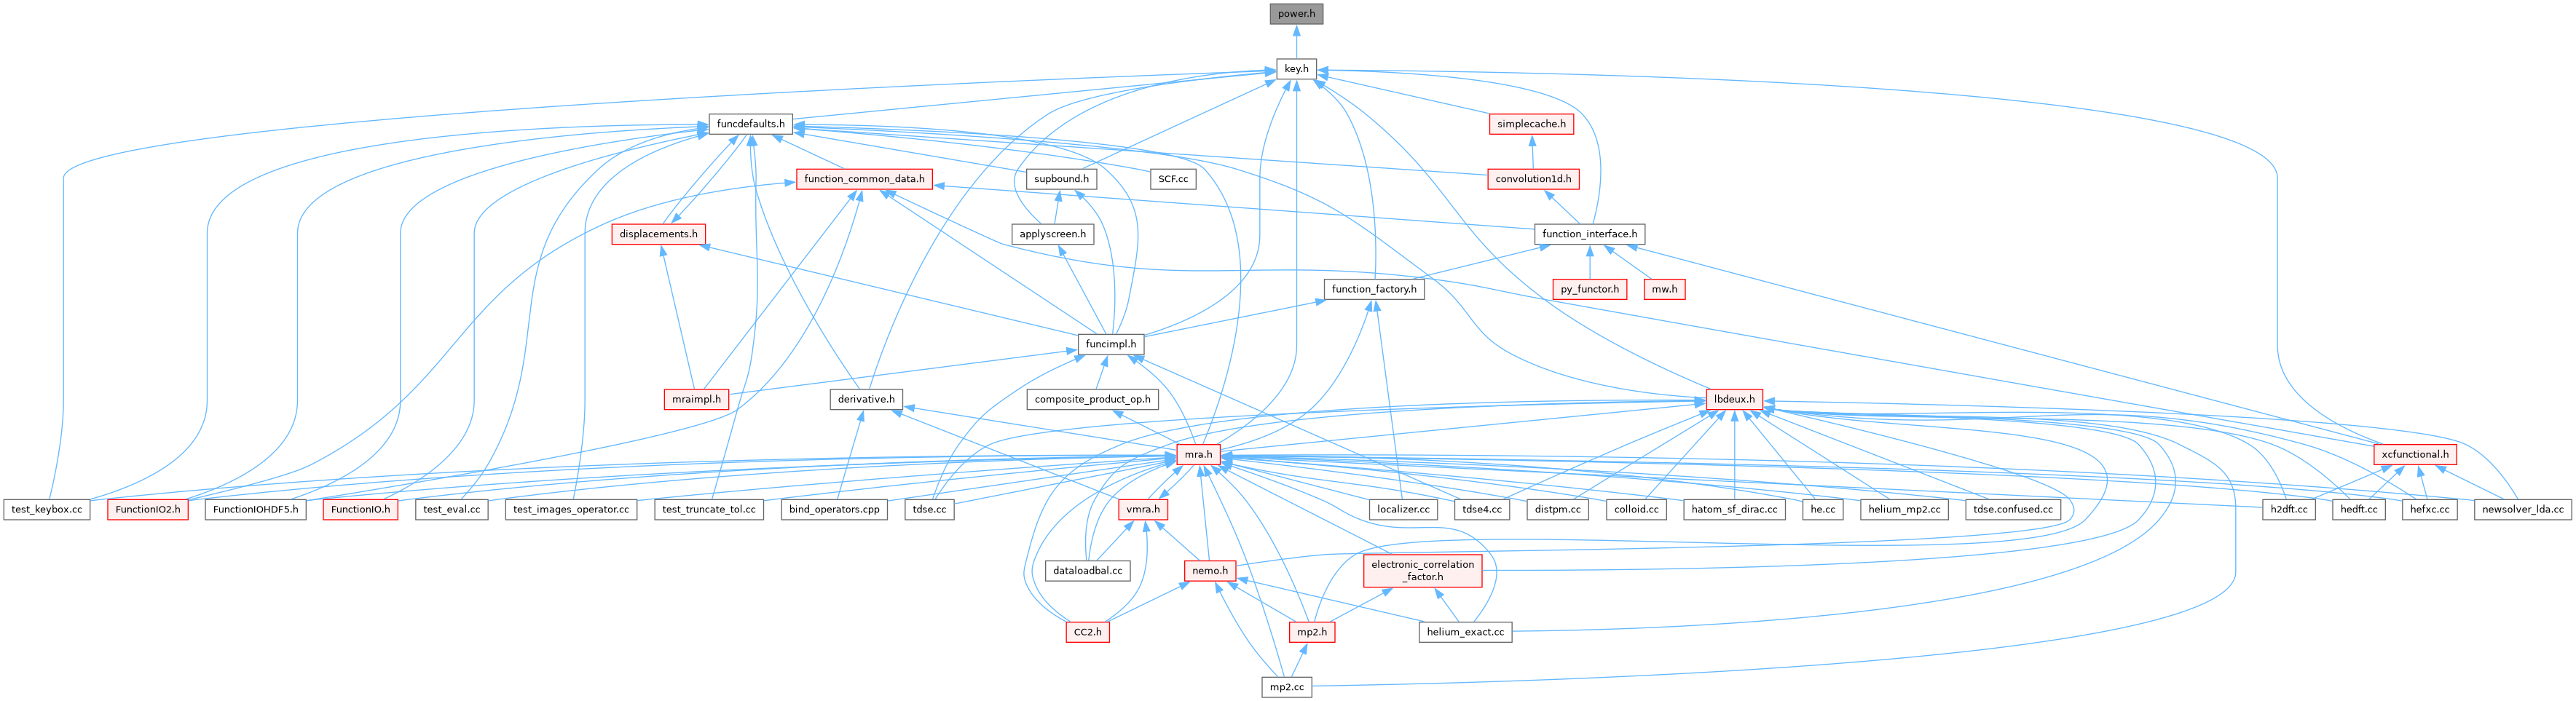 power.h
key.h
funcdefaults.h
simplecache.h
function_common_data.h
supbound.h
SCF.cc
convolution1d.h
displacements.h
applyscreen.h
function_interface.h
function_factory.h
py_functor.h
mw.h
funcimpl.h
mraimpl.h
derivative.h
composite_product_op.h
lbdeux.h
mra.h
xcfunctional.h
test_keybox.cc
FunctionIO2.h
FunctionIOHDF5.h
FunctionIO.h
test_eval.cc
test_images_operator.cc
test_truncate_tol.cc
bind_operators.cpp
tdse.cc
vmra.h
localizer.cc
tdse4.cc
distpm.cc
colloid.cc
hatom_sf_dirac.cc
he.cc
helium_mp2.cc
tdse.confused.cc
h2dft.cc
hedft.cc
hefxc.cc
newsolver_lda.cc
dataloadbal.cc
nemo.h
electronic_correlation
_factor.h
CC2.h
mp2.h
helium_exact.cc
mp2.cc